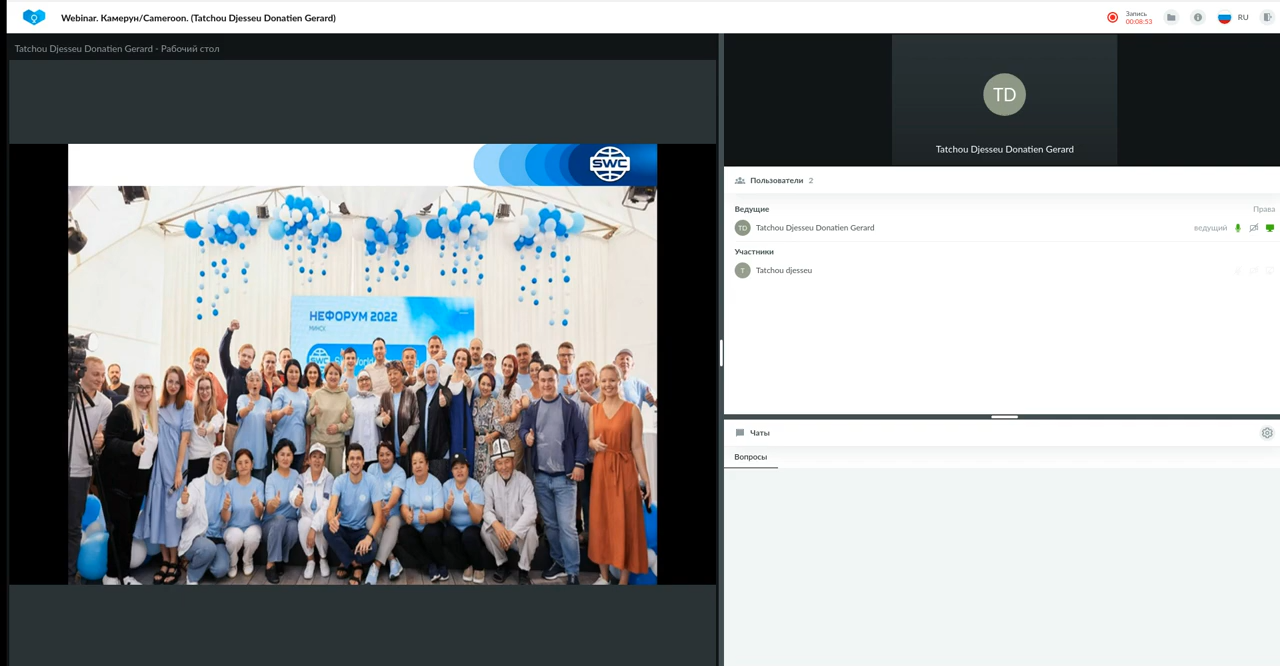 Webinar. Камерун/Cameroon. (Tatchou Djesseu Donatien Gerard)
Запись
00:08:53
RU
Tatchou Djesseu Donatien Gerard - Рабочий стол
SWC
НЕФОРУМ 2022
МИНСК
SWC
TD
Tatchou Djesseu Donatien Gerard
Пользователи 2
Ведущие
Права
TD
Tatchou Djesseu Donatien Gerard
ведущий
Участники
T
Tatchou djesseu
Чаты
Вопросы